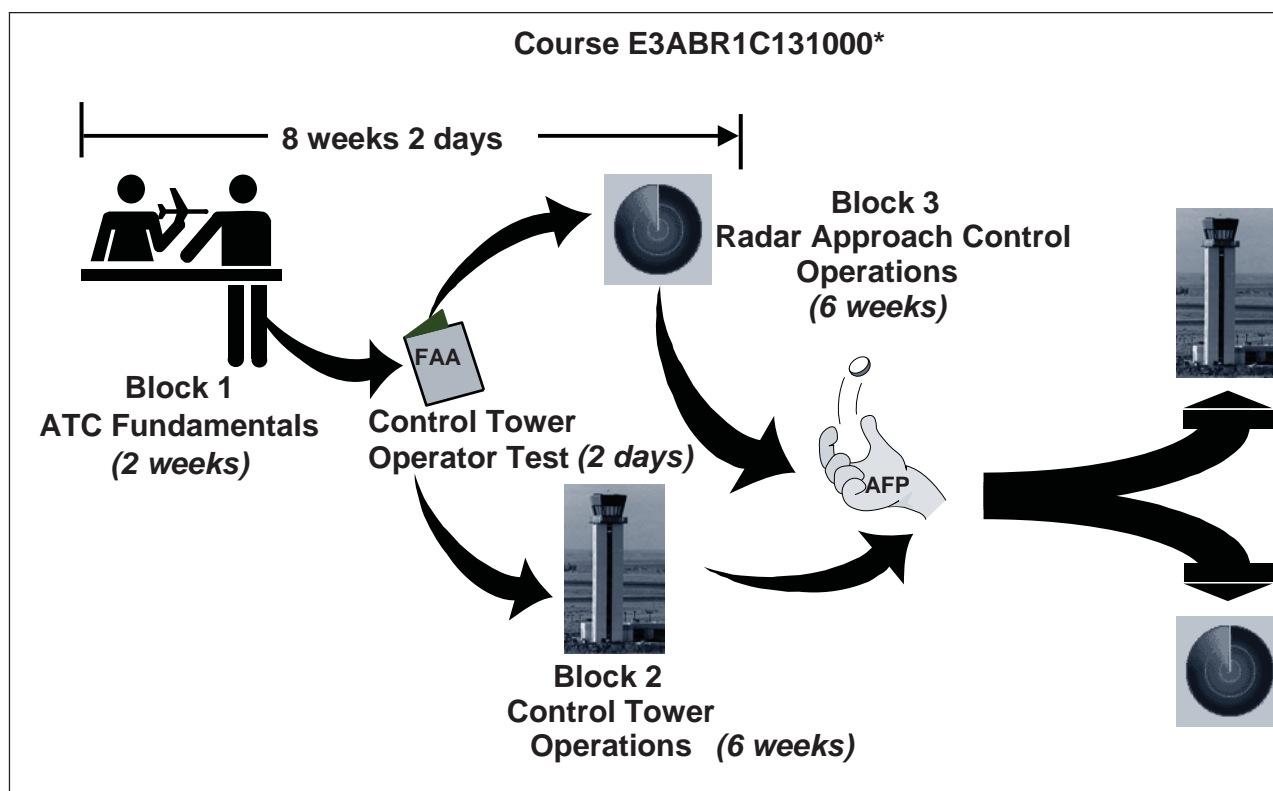 Course E3ABR1C131000*
8 weeks 2 days
Block 1
ATC Fundamentals
(2 weeks)
FAA
Control Tower
Operator Test (2 days)
Block 3
Radar Approach Control
Operations
(6 weeks)
AFP
Block 2
Control Tower
Operations (6 weeks)